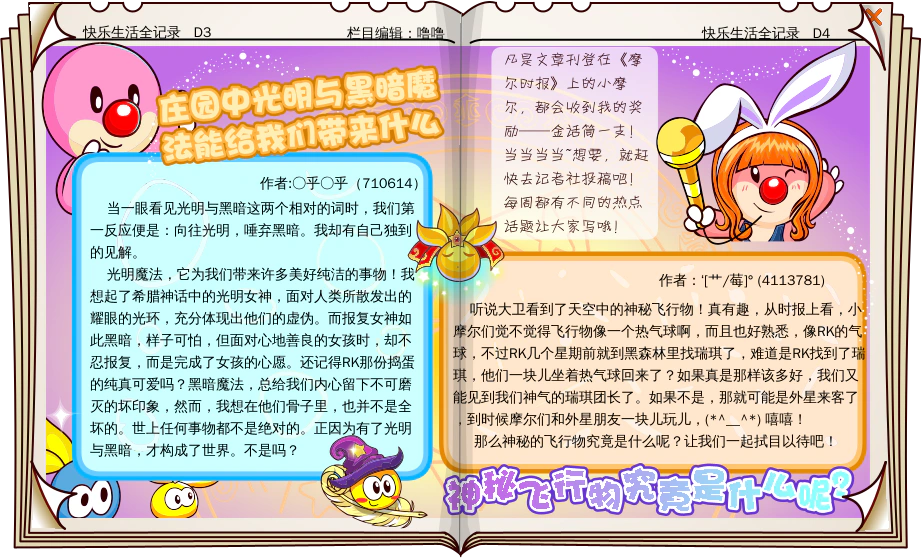 快乐生活全记录 D3
栏目编辑：噜噜
庄园中光明与黑暗魔
法能给我们带来什么
作者:〇乎〇乎（710614）
当一眼看见光明与黑暗这两个相对的词时，我们第
一反应便是：向往光明，唾弃黑暗。我却有自己独到
的见解。
光明魔法，它为我们带来许多美好纯洁的事物！我
想起了希腊神话中的光明女神，面对人类所散发出的
耀眼的光环，充分体现出他们的虚伪。而报复女神如
此黑暗，样子可怕，但面对心地善良的女孩时，却不
忍报复，而是完成了女孩的心愿。还记得RK那份捣蛋
的纯真可爱吗？黑暗魔法，总给我们内心留下不可磨
灭的坏印象，然而，我想在他们骨子里，也并不是全
坏的。世上任何事物都不是绝对的。正因为有了光明
与黑暗，才构成了世界。不是吗？
快乐生活全记录 D4
凡是文章刊登在《摩
尔时报》上的小摩
尔，都会收到我的奖
励——金话筒一支！
当当当当~想要，就赶
快去记者社投稿吧！
每周都有不同的热点
话题让大家写哦！
作者：'[艹/莓]° (4113781)
听说大卫看到了天空中的神秘飞行物！真有趣，从时报上看，小
摩尔们觉不觉得飞行物像一个热气球啊，而且也好熟悉，像RK的气
球，不过RK几个星期前就到黑森林里找瑞琪了，难道是RK找到了瑞
琪，他们一块儿坐着热气球回来了？如果真是那样该多好，我们又
能见到我们神气的瑞琪团长了。如果不是，那就可能是外星来客了
，到时候摩尔们和外星朋友一块儿玩儿，(*^__^*) 嘻嘻！
那么神秘的飞行物究竟是什么呢？让我们一起拭目以待吧！
神秘飞行物究竟是什么呢？